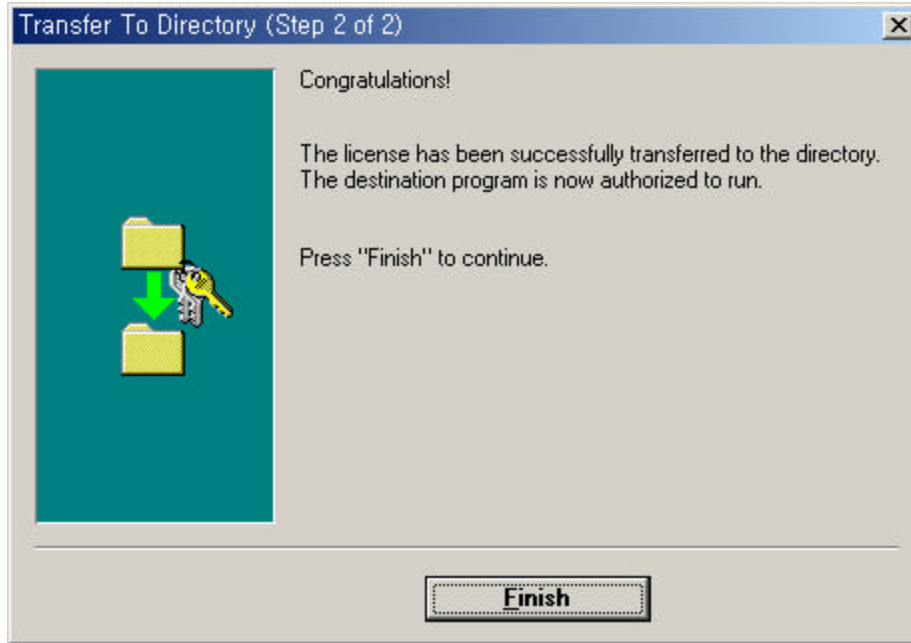 Transfer To Directory (Step 2 of 2)
Congratulations!
The license has been successfully transferred to the directory.
The destination program is now authorized to run.
Press "Finish" to continue.
Finish